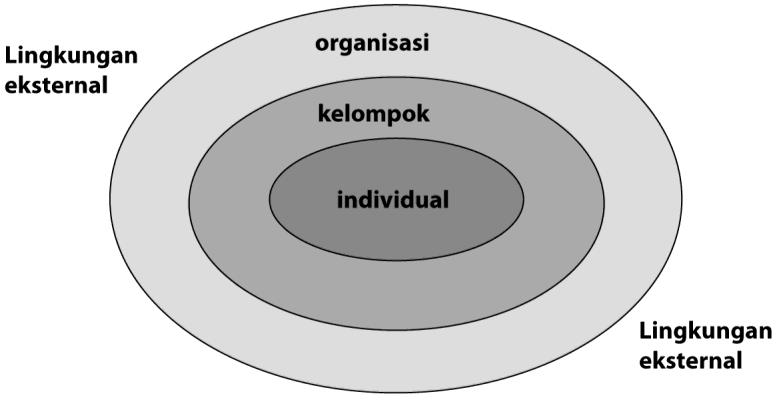 organisasi
Lingkungan
eksternal
kelompok
individual
Lingkungan
eksternal